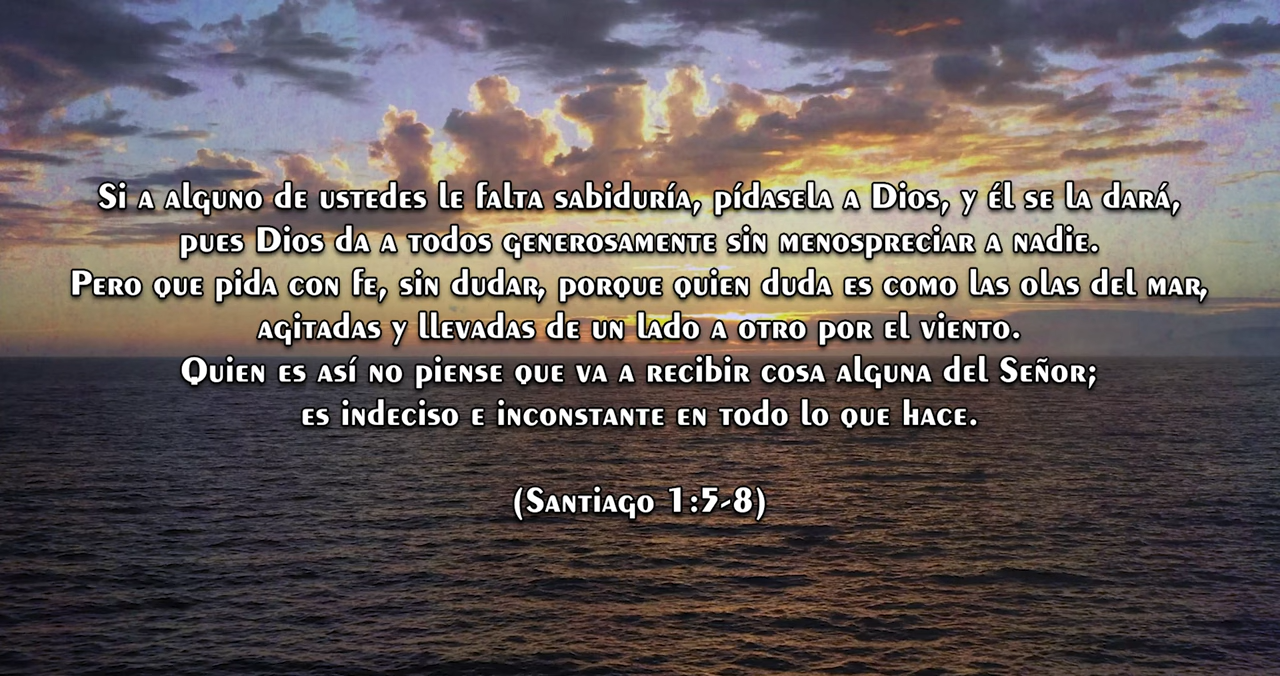 Si a alguno de ustedes le falta sabiduría, pídasela a Dios, y él se la dará,
pues Dios da a todos generosamente sin menospreciar a nadie.
Pero que pida con fe, sin dudar, porque quien duda es como las olas del mar,
agitadas y llevadas de un lado a otro por el viento.
Quien es así no piense que va a recibir cosa alguna del Señor;
es indeciso e inconstante en todo lo que hace.
(Santiago 1:5-8)